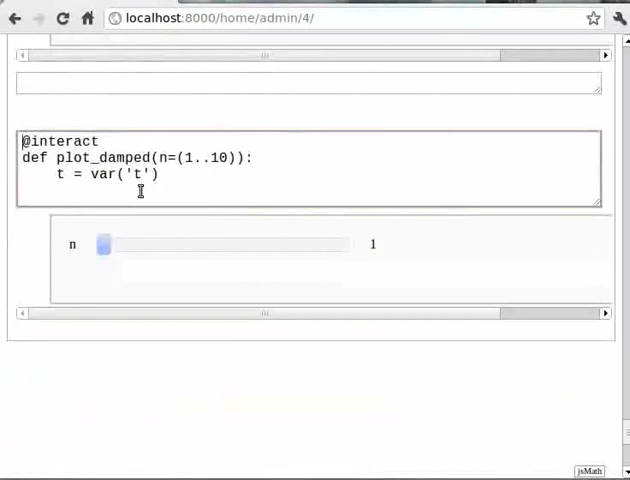 localhost:8000/home/admin/4/
@interact
def plot_damped(n=(1..10)):
    t = var('t')
n 1
jsMath